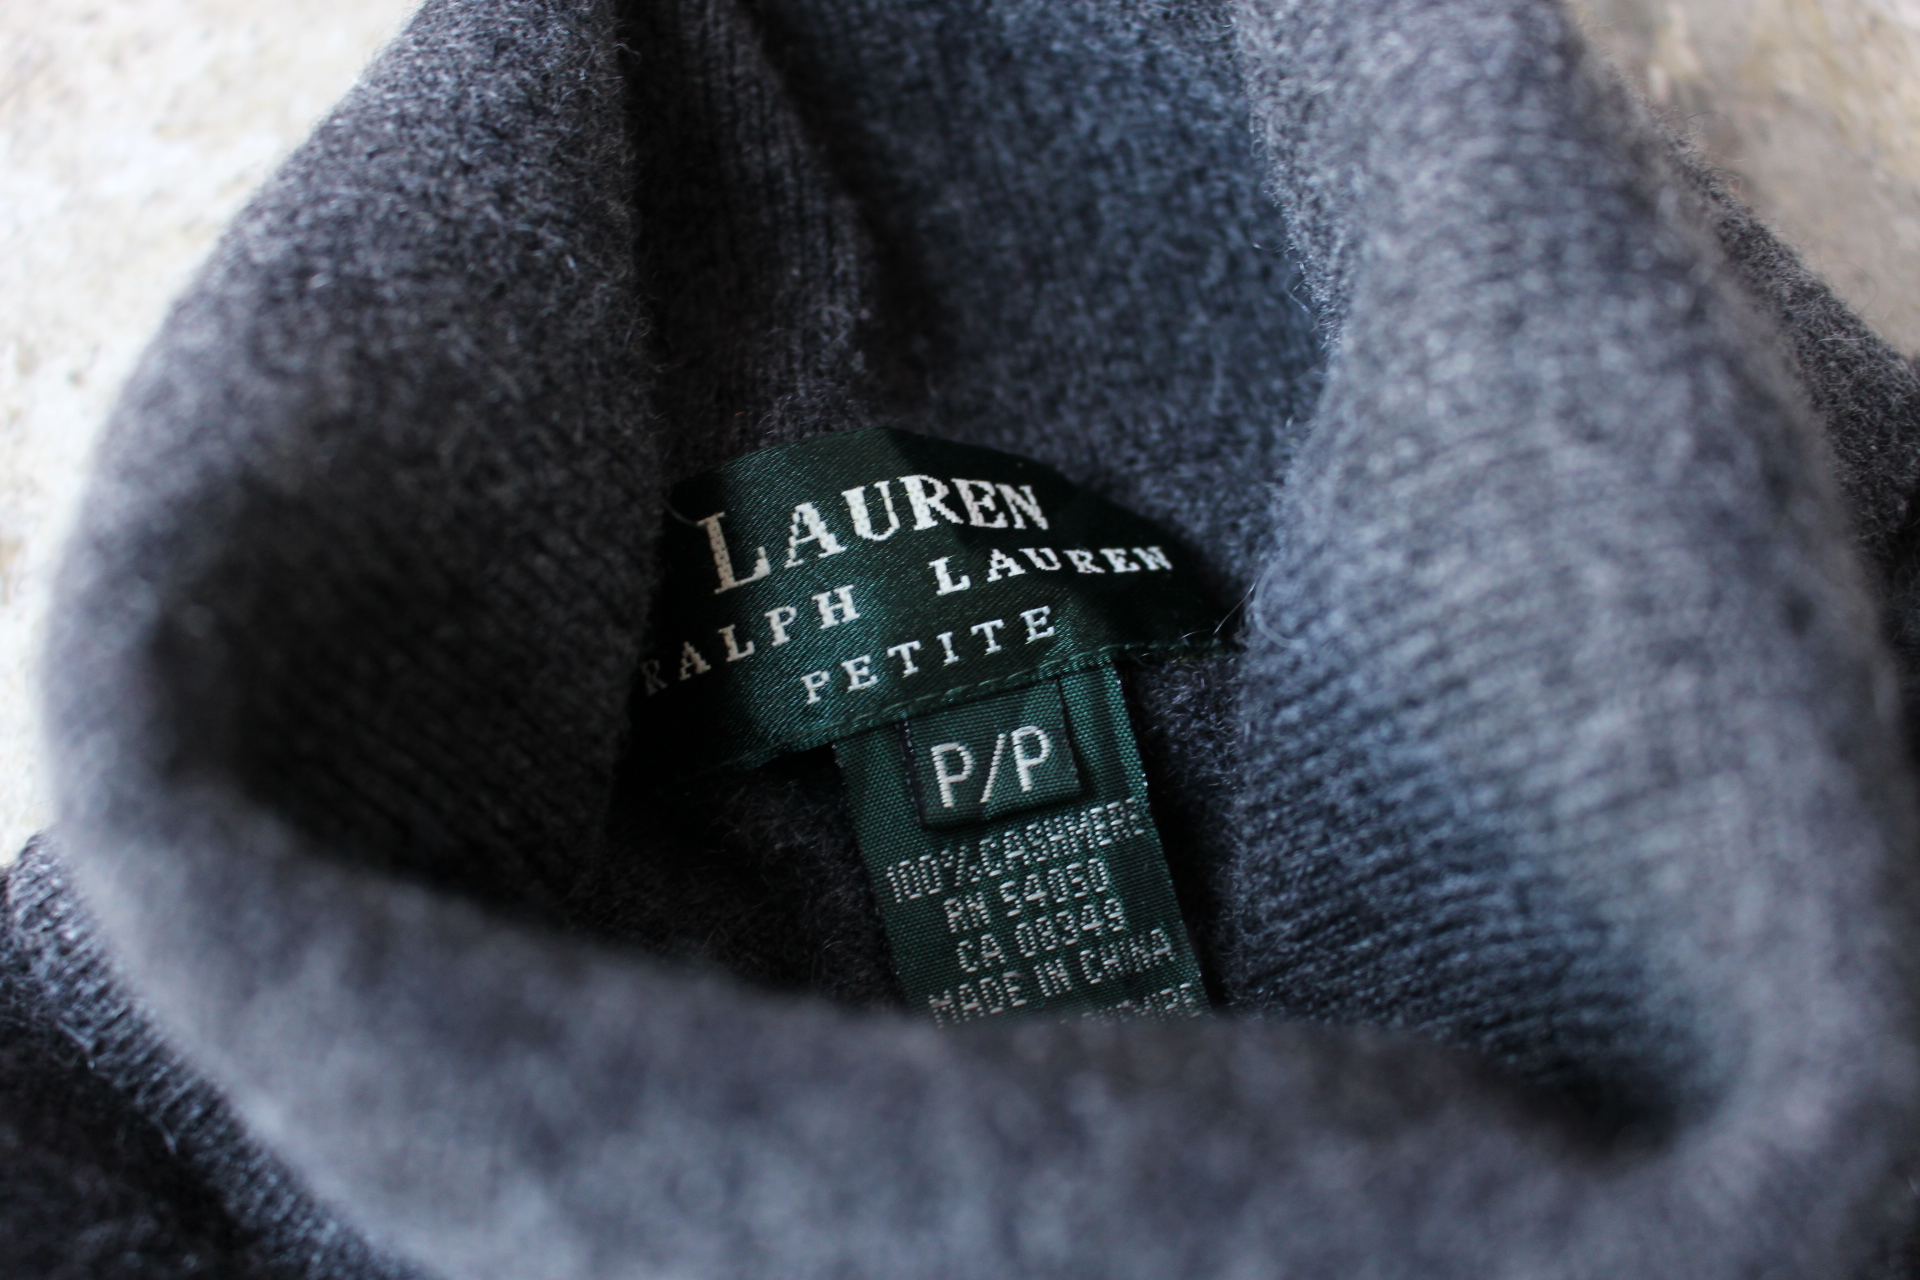 LAUREN
RALPH LAUREN
PETITE
P/P
100% CASHMERE
RN 54050
CA 08349
MADE IN CHINA